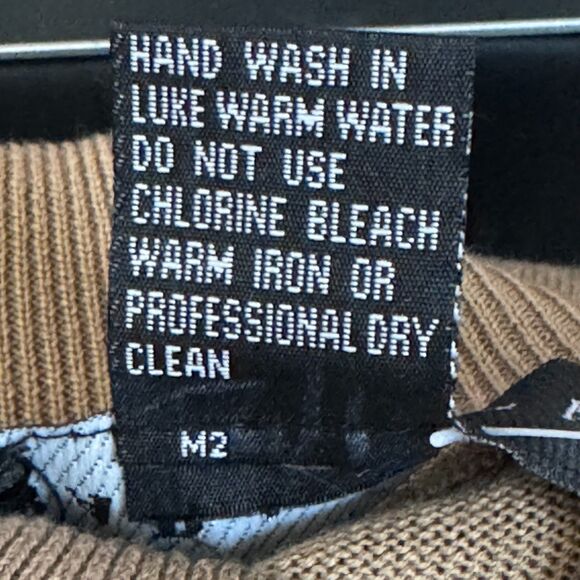 HAND WASH IN
LUKE WARM WATER
DO NOT USE
CHLORINE BLEACH
WARM IRON OR
PROFESSIONAL DRY
CLEAN
M2